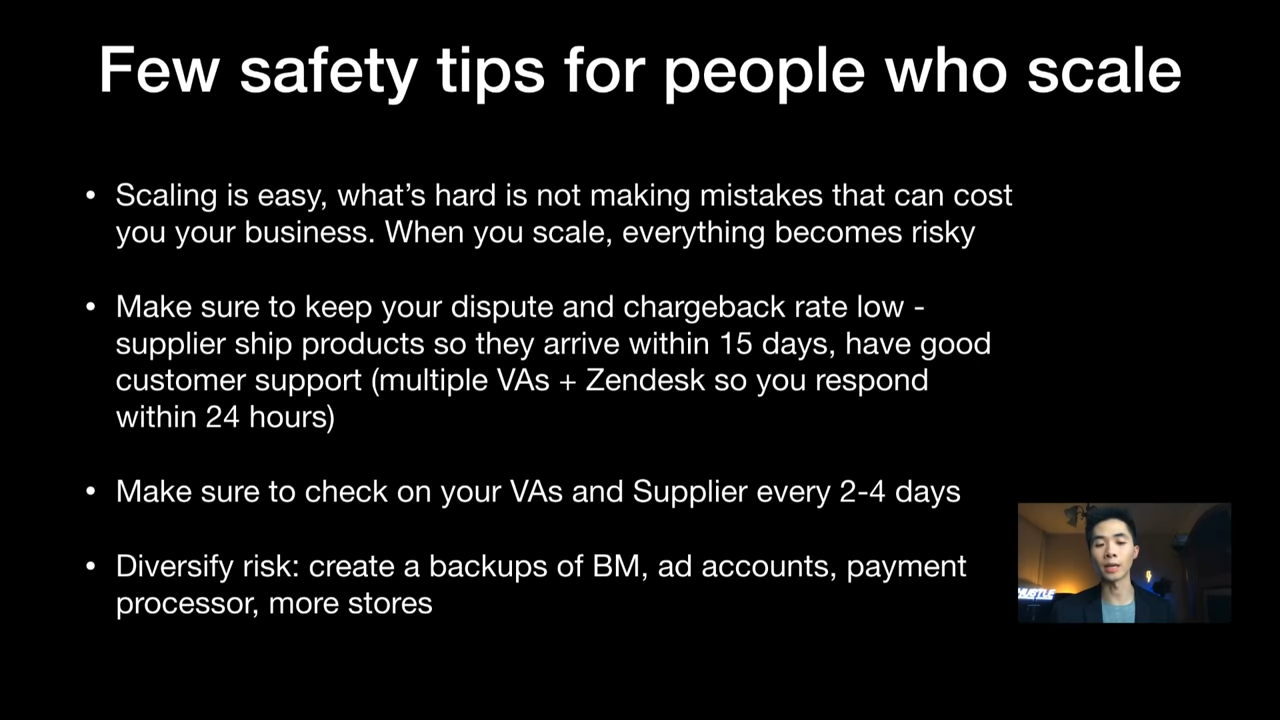 Few safety tips for people who scale
• Scaling is easy, what's hard is not making mistakes that can cost
you your business. When you scale, everything becomes risky
• Make sure to keep your dispute and chargeback rate low -
supplier ship products so they arrive within 15 days, have good
customer support (multiple VAs + Zendesk so you respond
within 24 hours)
• Make sure to check on your VAs and Supplier every 2-4 days
• Diversify risk: create a backups of BM, ad accounts, payment
processor, more stores
HUSTLE